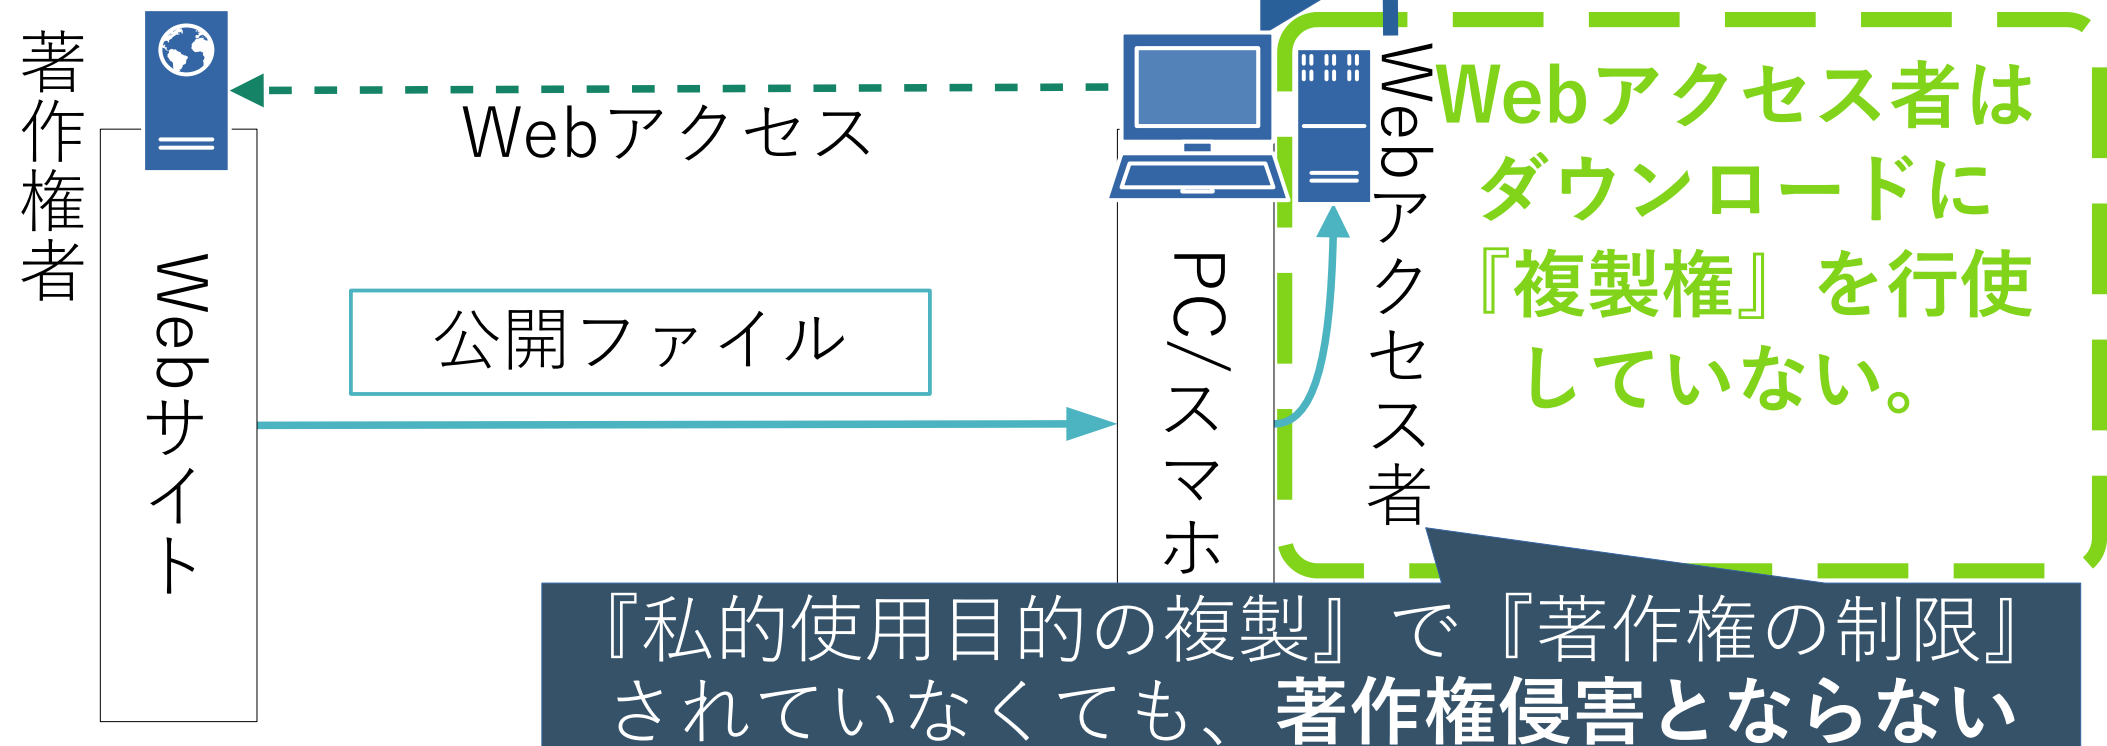 著作権者
Webサイト
Webアクセス
公開ファイル
PC/スマホ
Webアクセス者
Webアクセス者は
ダウンロードに
『複製権』を行使
していない。
『私的使用目的の複製』で『著作権の制限』
されていなくても、著作権侵害とならない